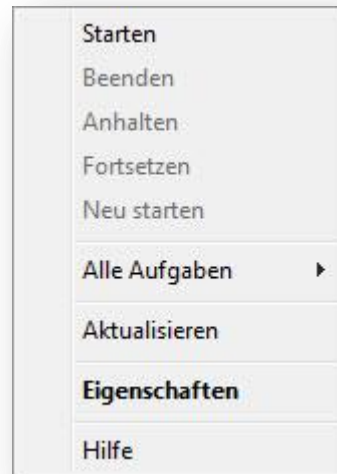 Starten
Beenden
Anhalten
Fortsetzen
Neu starten
Alle Aufgaben
Aktualisieren
Eigenschaften
Hilfe